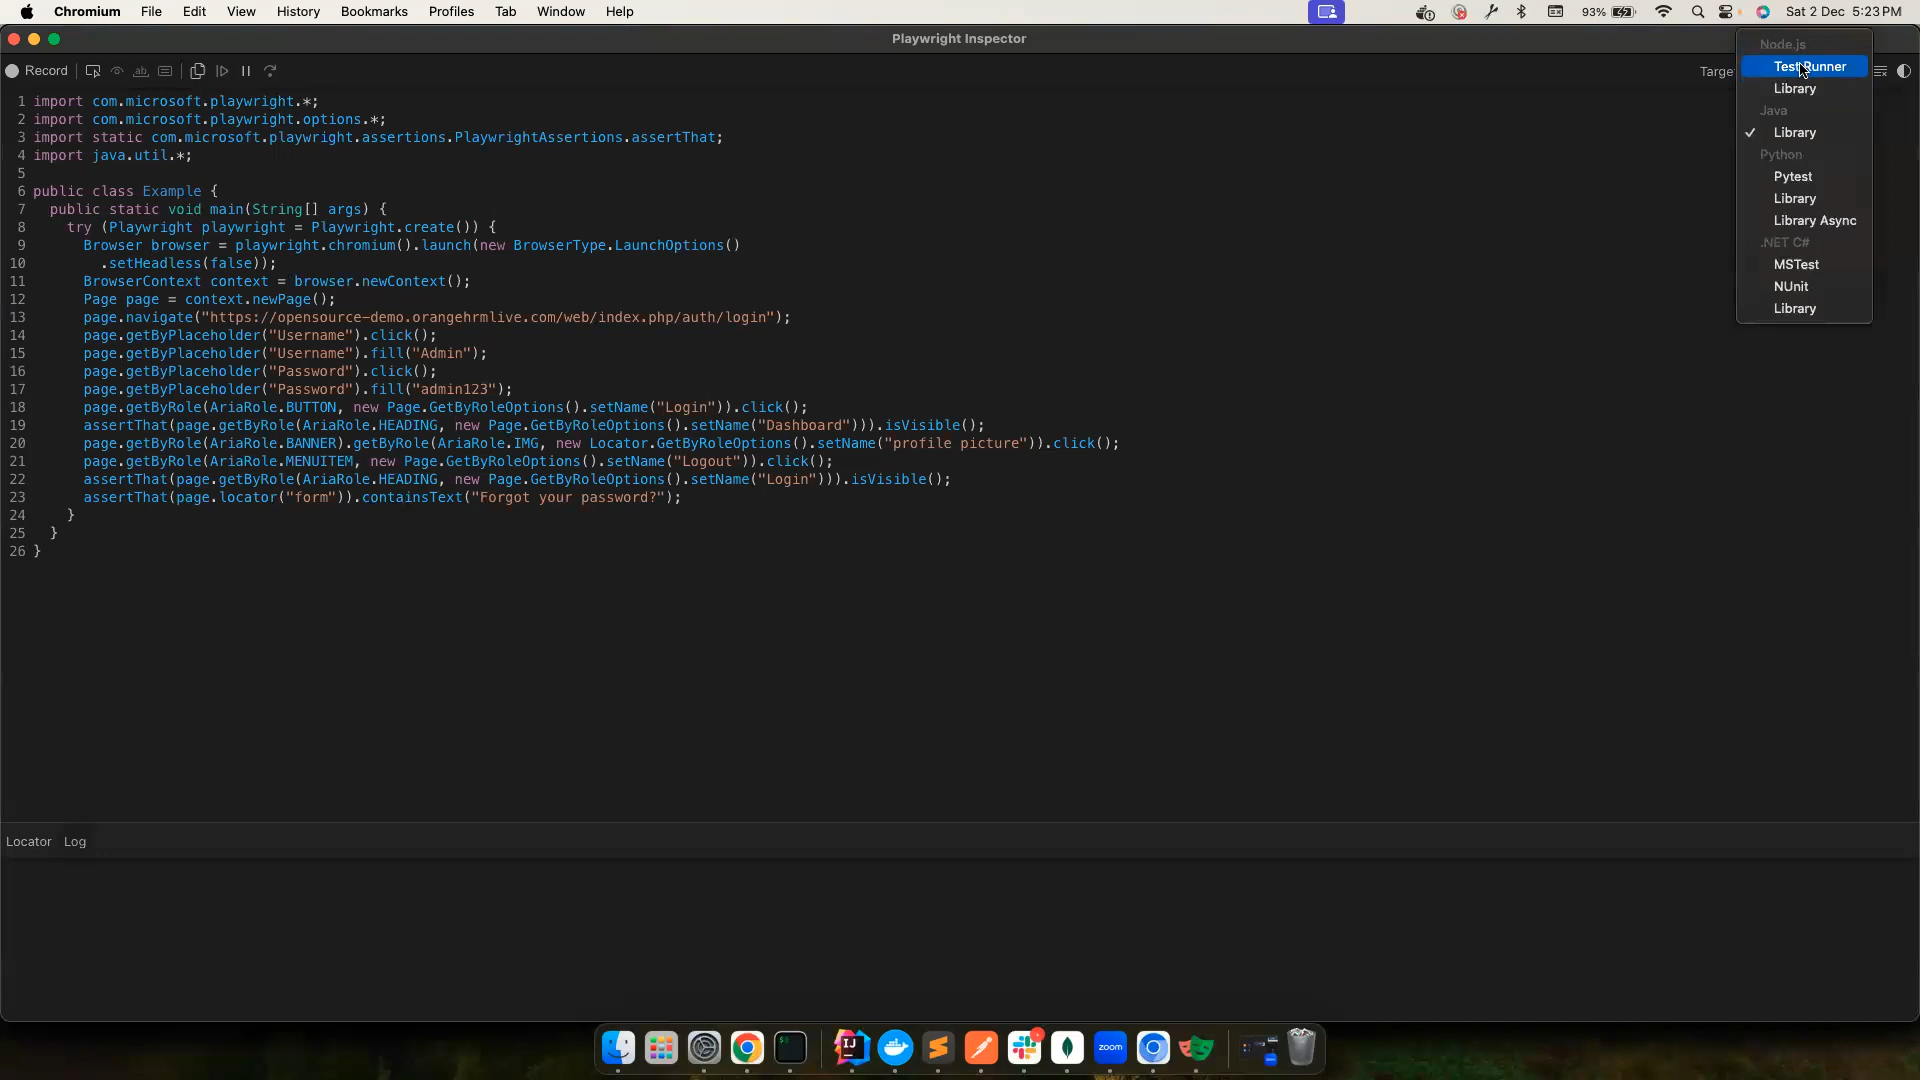 Chromium File Edit View History Bookmarks Profiles Tab Window Help 93% Sat 2 Dec 5:23 PM
Playwright Inspector
Record Targe
Node.js
Test Runner
Library
Java
✓ Library
Python
Pytest
Library
Library Async
.NET C#
MSTest
NUnit
Library
1 import com.microsoft.playwright.*;
2 import com.microsoft.playwright.options.*;
3 import static com.microsoft.playwright.assertions.PlaywrightAssertions.assertThat;
4 import java.util.*;
5
6 public class Example {
7 public static void main(String[] args) {
8 try (Playwright playwright = Playwright.create()) {
9 Browser browser = playwright.chromium().launch(new BrowserType.LaunchOptions()
10 .setHeadless(false));
11 BrowserContext context = browser.newContext();
12 Page page = context.newPage();
13 page.navigate("https://opensource-demo.orangehrmlive.com/web/index.php/auth/login");
14 page.getByPlaceholder("Username").click();
15 page.getByPlaceholder("Username").fill("Admin");
16 page.getByPlaceholder("Password").click();
17 page.getByPlaceholder("Password").fill("admin123");
18 page.getByRole(AriaRole.BUTTON, new Page.GetByRoleOptions().setName("Login")).click();
19 assertThat(page.getByRole(AriaRole.HEADING, new Page.GetByRoleOptions().setName("Dashboard"))).isVisible();
20 page.getByRole(AriaRole.BANNER).getByRole(AriaRole.IMG, new Locator.GetByRoleOptions().setName("profile picture")).click();
21 page.getByRole(AriaRole.MENUITEM, new Page.GetByRoleOptions().setName("Logout")).click();
22 assertThat(page.getByRole(AriaRole.HEADING, new Page.GetByRoleOptions().setName("Login"))).isVisible();
23 assertThat(page.locator("form")).containsText("Forgot your password?");
24 }
25 }
26 }
Locator Log
IJ zoom